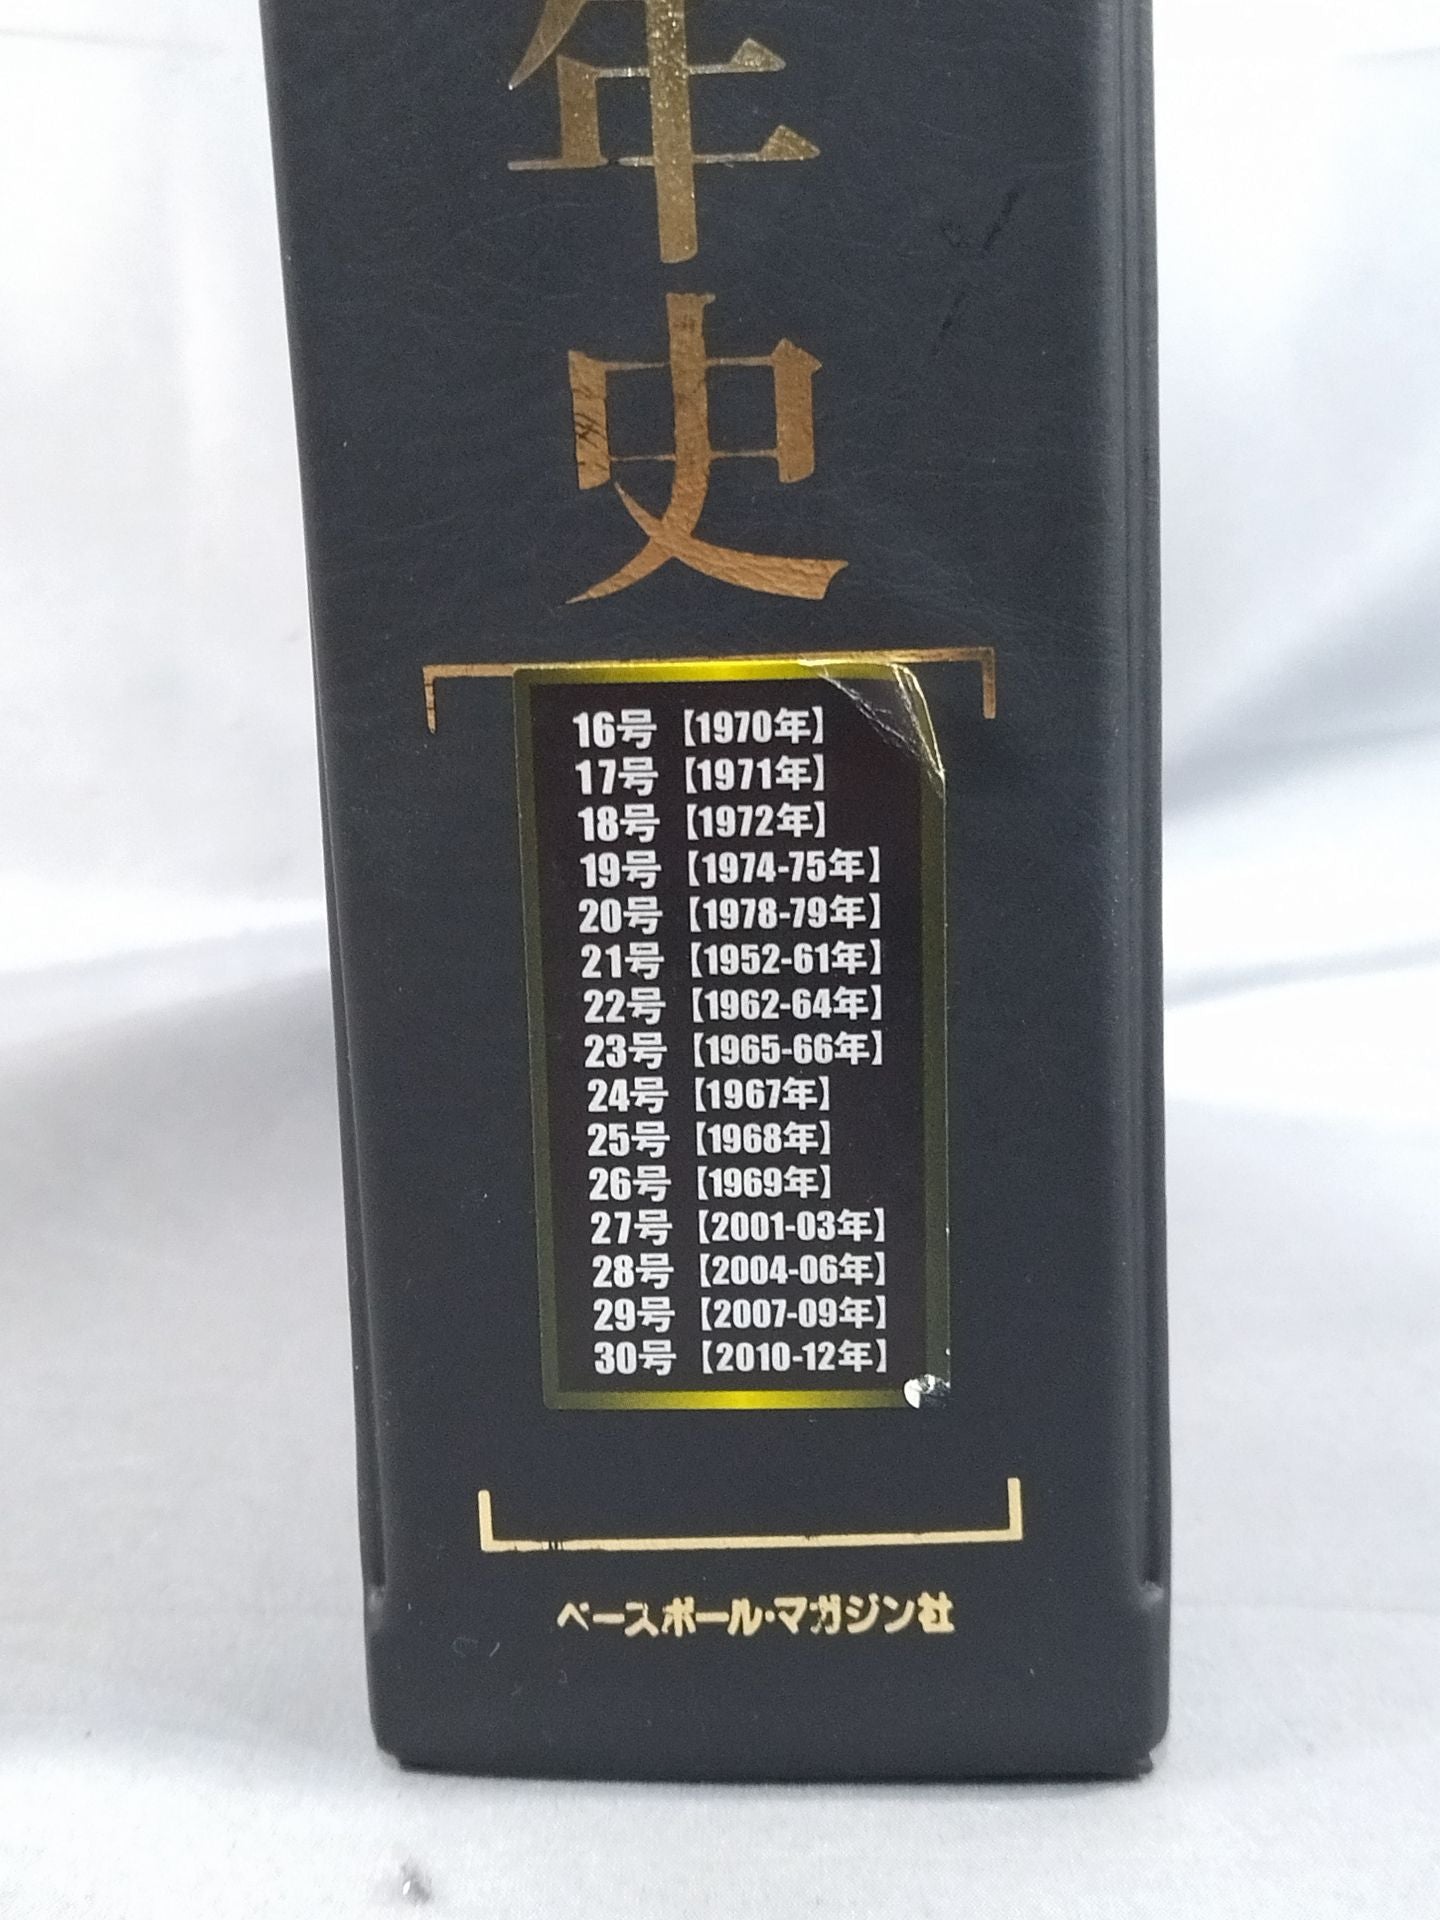 年史
16号【1970年】
17号【1971年】
18号【1972年】
19号【1974-75年】
20号【1978-79年】
21号【1952-61年】
22号【1962-64年】
23号【1965-66年】
24号【1967年】
25号【1968年】
26号【1969年】
27号【2001-03年】
28号【2004-06年】
29号【2007-09年】
30号【2010-12年】
ベースボール・マガジン社